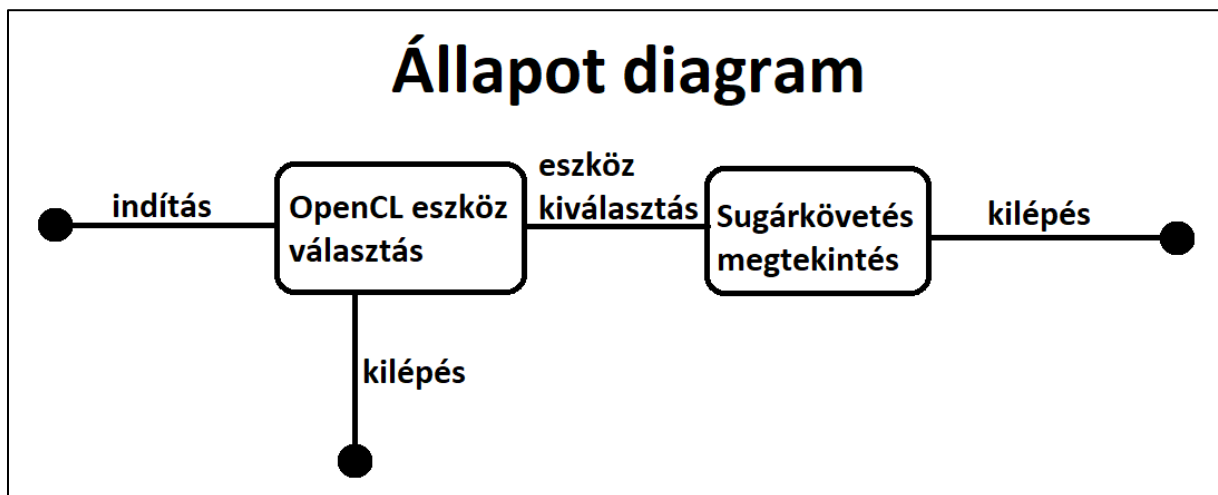 Állapot diagram
indítás
OpenCL eszköz
választás
eszköz
kiválasztás
Sugárkövetés
megtekintés
kilépés
kilépés